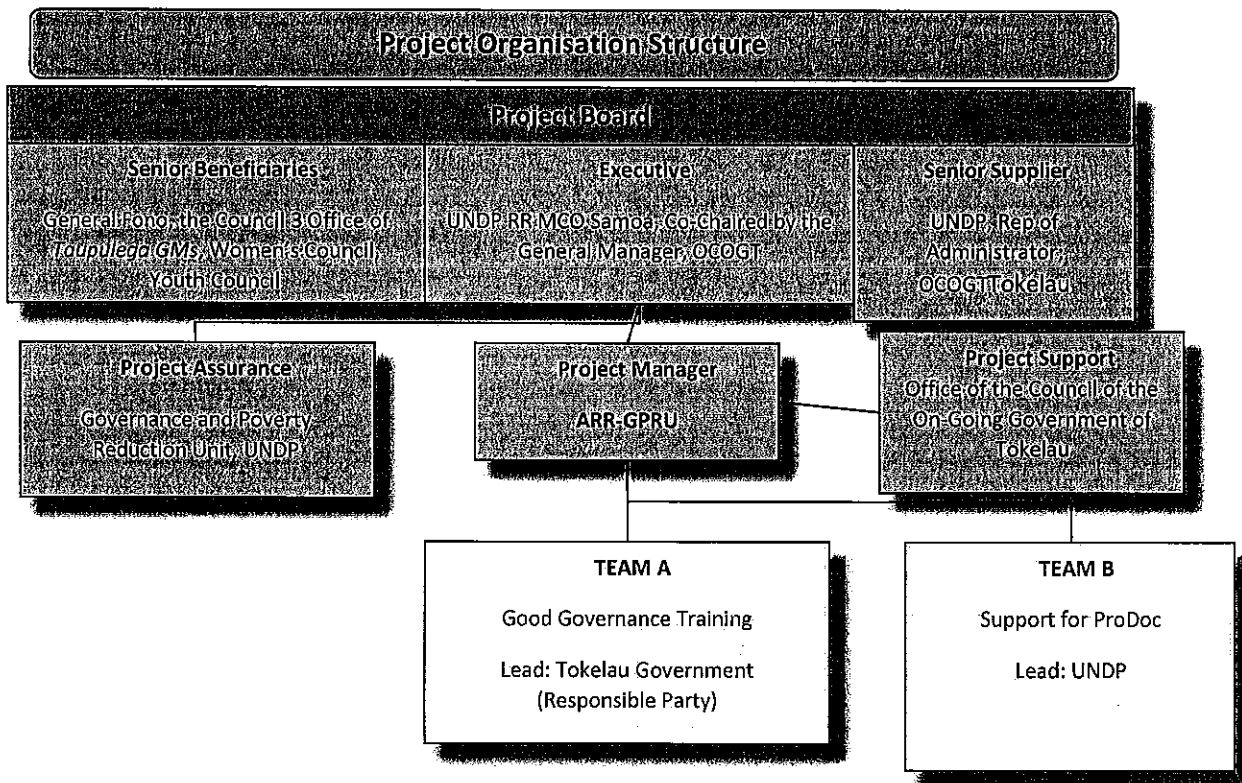 Project Organisation Structure
Project Board
Senior Beneficiaries
General Fono, the Council 3 Office of
Taupulega GMs, Women's Council,
Youth Council
Executive
UNDP RR MCO Samoa, Co-Chaired by the
General Manager, OCOGT
Senior Supplier
UNDP, Rep of
Administrator,
OCOGT Tokelau
Project Assurance
Governance and Poverty
Reduction Unit, UNDP
Project Manager
ARR-GPRU
Project Support
Office of the Council of the
On-Going Government of
Tokelau
TEAM A
Good Governance Training
Lead: Tokelau Government
(Responsible Party)
TEAM B
Support for ProDoc
Lead: UNDP